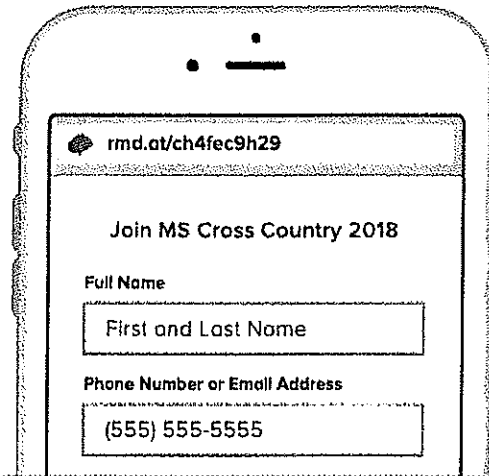 rmd.at/ch4fec9h29
Join MS Cross Country 2018
Full Name
First and Last Name
Phone Number or Email Address
(555) 555-5555